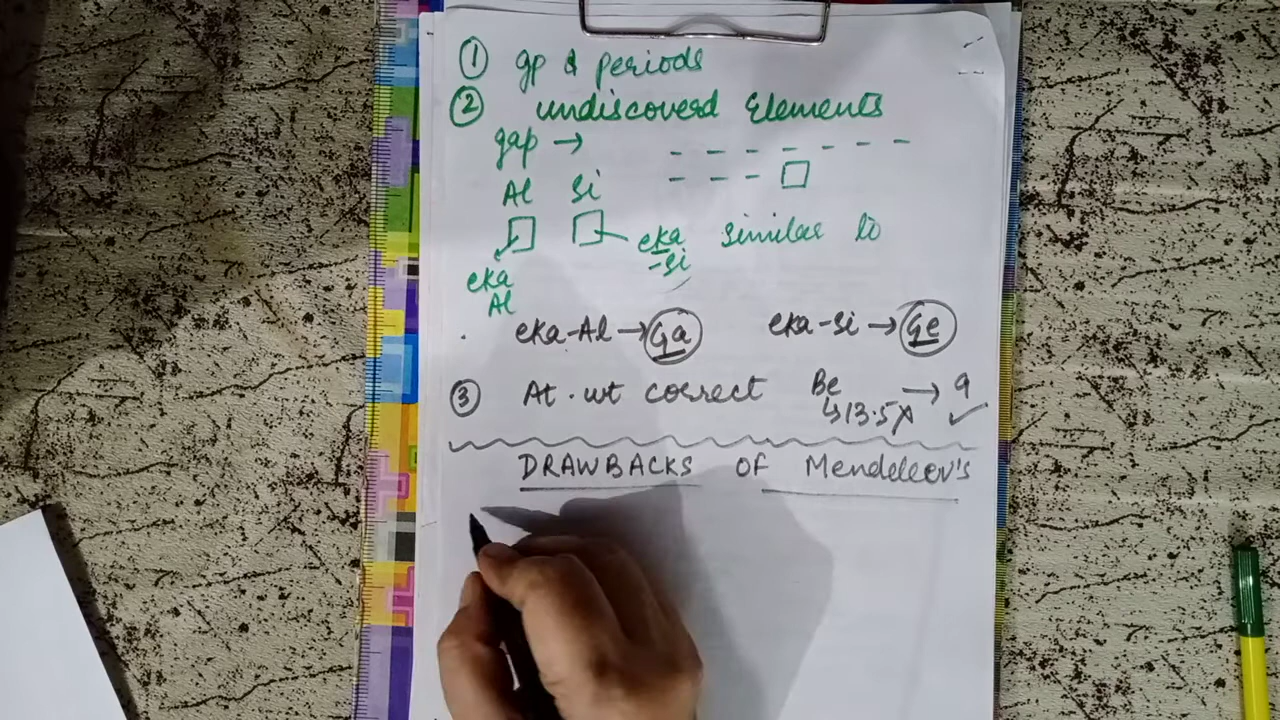 ① gp & periods
② undiscoverd Elements
gap →
Al Si
eka Al
eka -Si similar to
eka-Al → Ga eka-Si → Ge
③ At. wt correct Be → 9 ✓
↳ 13.5 ×
DRAWBACKS OF Mendeleev's